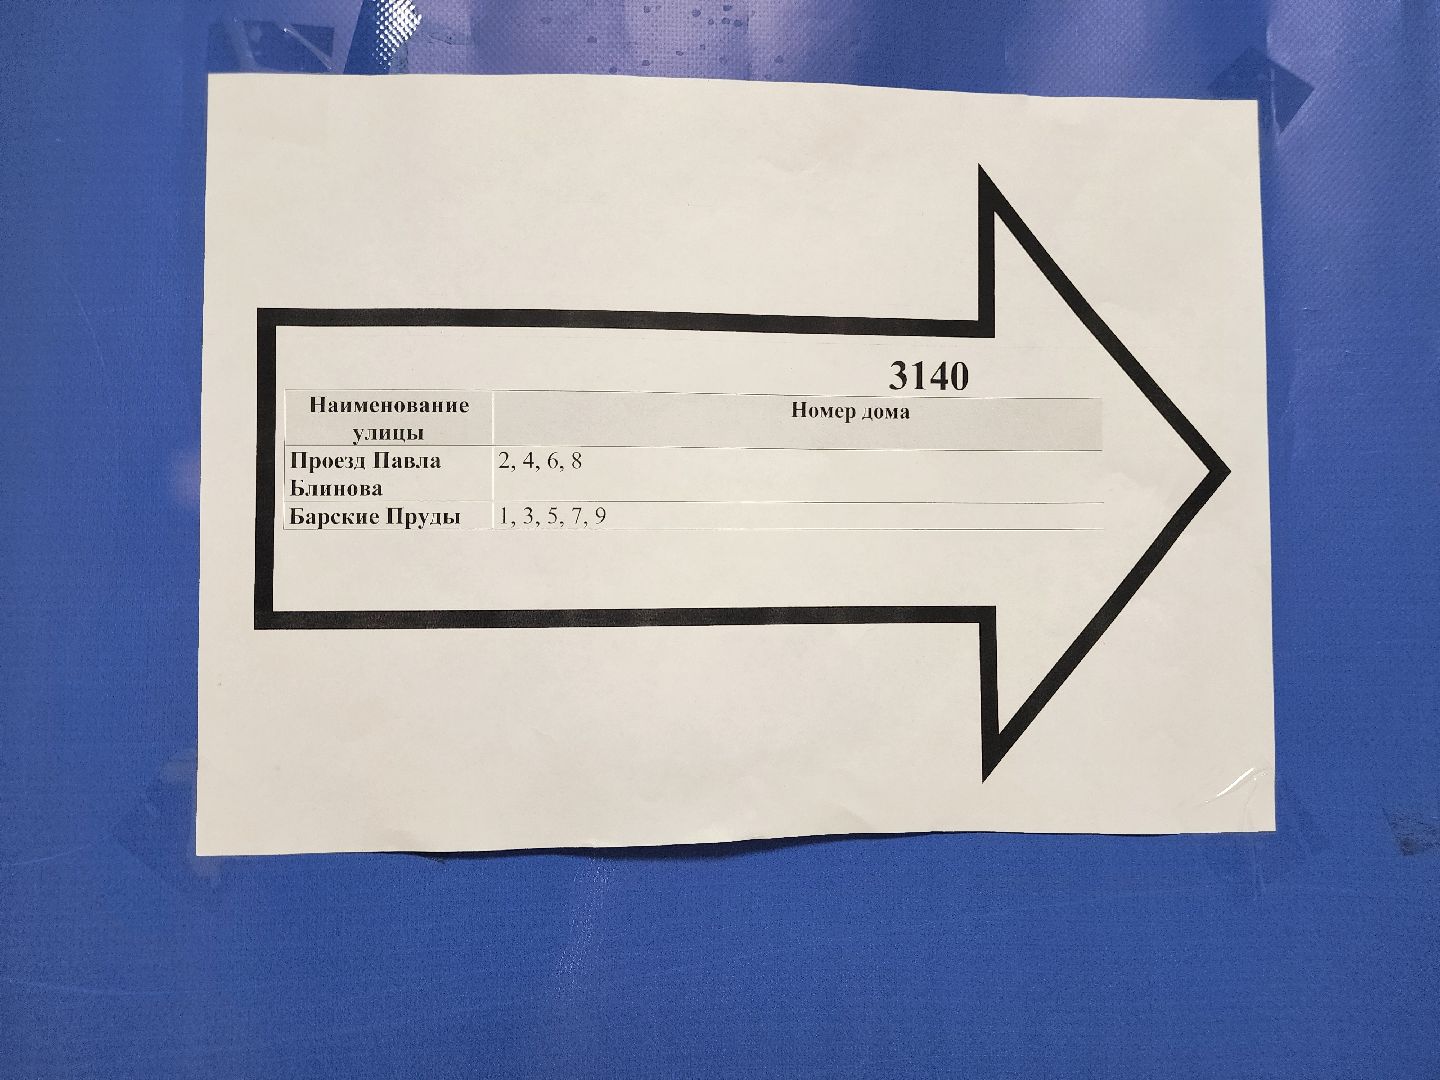 3140
Наименование
улицы
Номер дома
Проезд Павла
Блинова
2, 4, 6, 8
Барские Пруды
1, 3, 5, 7, 9